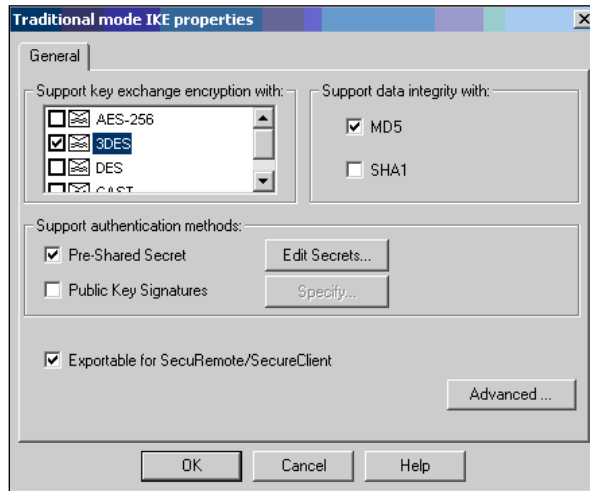 Traditional mode IKE properties
General
Support key exchange encryption with:
AES-256
3DES
DES
CAST
Support data integrity with:
MD5
SHA1
Support authentication methods:
Pre-Shared Secret
Edit Secrets...
Public Key Signatures
Specify...
Exportable for SecuRemote/SecureClient
Advanced ...
OK
Cancel
Help